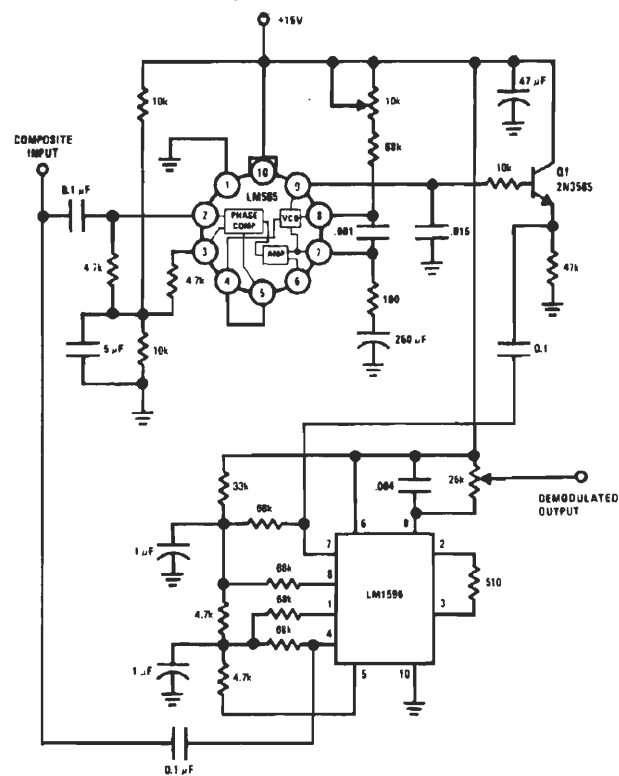 +15V
47 µF
10k
10k
68k
COMPOSITE
INPUT
0.1 µF
1
10
9
LM565
10k
Q1
2N3565
2
PHASE
COMP
VCO
8
.001
.015
3
AMP
7
4.7k
4.7k
4
5
6
180
47k
5 µF
10k
250 µF
0.1
33k
.004
25k
68k
6
8
DEMODULATED
OUTPUT
1 µF
7
2
68k
8
LM1596
510
68k
1
4.7k
68k
4
3
1 µF
4.7k
5
10
0.1 µF